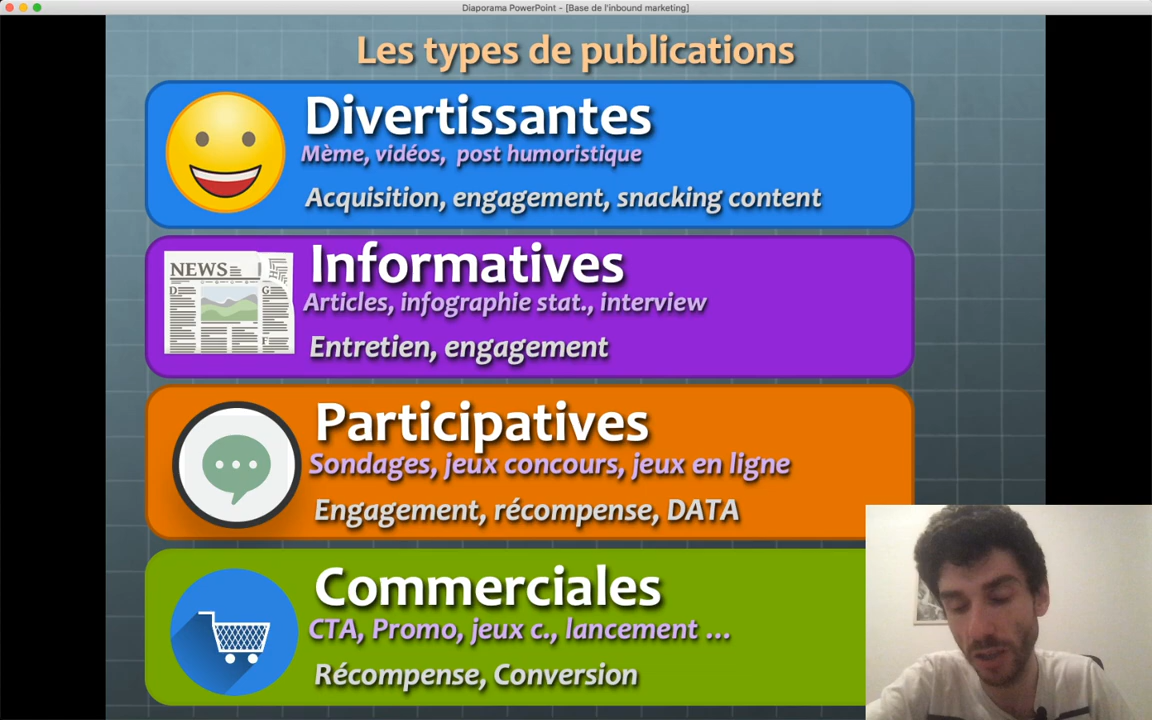 Diaporama PowerPoint - [Base de l'inbound marketing]
Les types de publications
Divertissantes
Mème, vidéos, post humoristique
Acquisition, engagement, snacking content
NEWS
Informatives
Articles, infographie stat., interview
Entretien, engagement
Participatives
Sondages, jeux concours, jeux en ligne
Engagement, récompense, DATA
Commerciales
CTA, Promo, jeux c., lancement ...
Récompense, Conversion